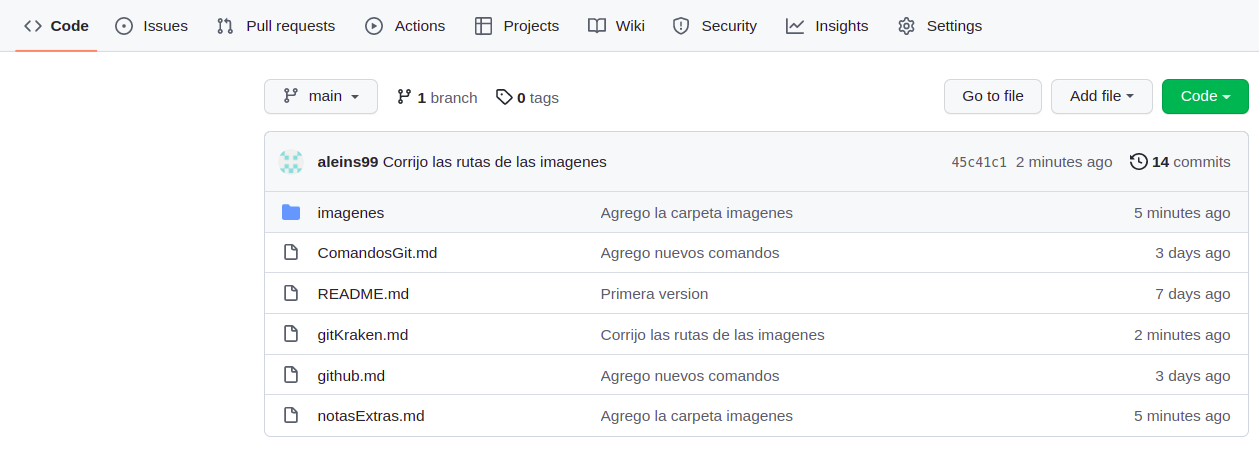 Code Issues Pull requests Actions Projects Wiki Security Insights Settings
main 1 branch 0 tags Go to file Add file Code
aleins99 Corrijo las rutas de las imagenes 45c41c1 2 minutes ago 14 commits
imagenes Agrego la carpeta imagenes 5 minutes ago
ComandosGit.md Agrego nuevos comandos 3 days ago
README.md Primera version 7 days ago
gitKraken.md Corrijo las rutas de las imagenes 2 minutes ago
github.md Agrego nuevos comandos 3 days ago
notasExtras.md Agrego la carpeta imagenes 5 minutes ago